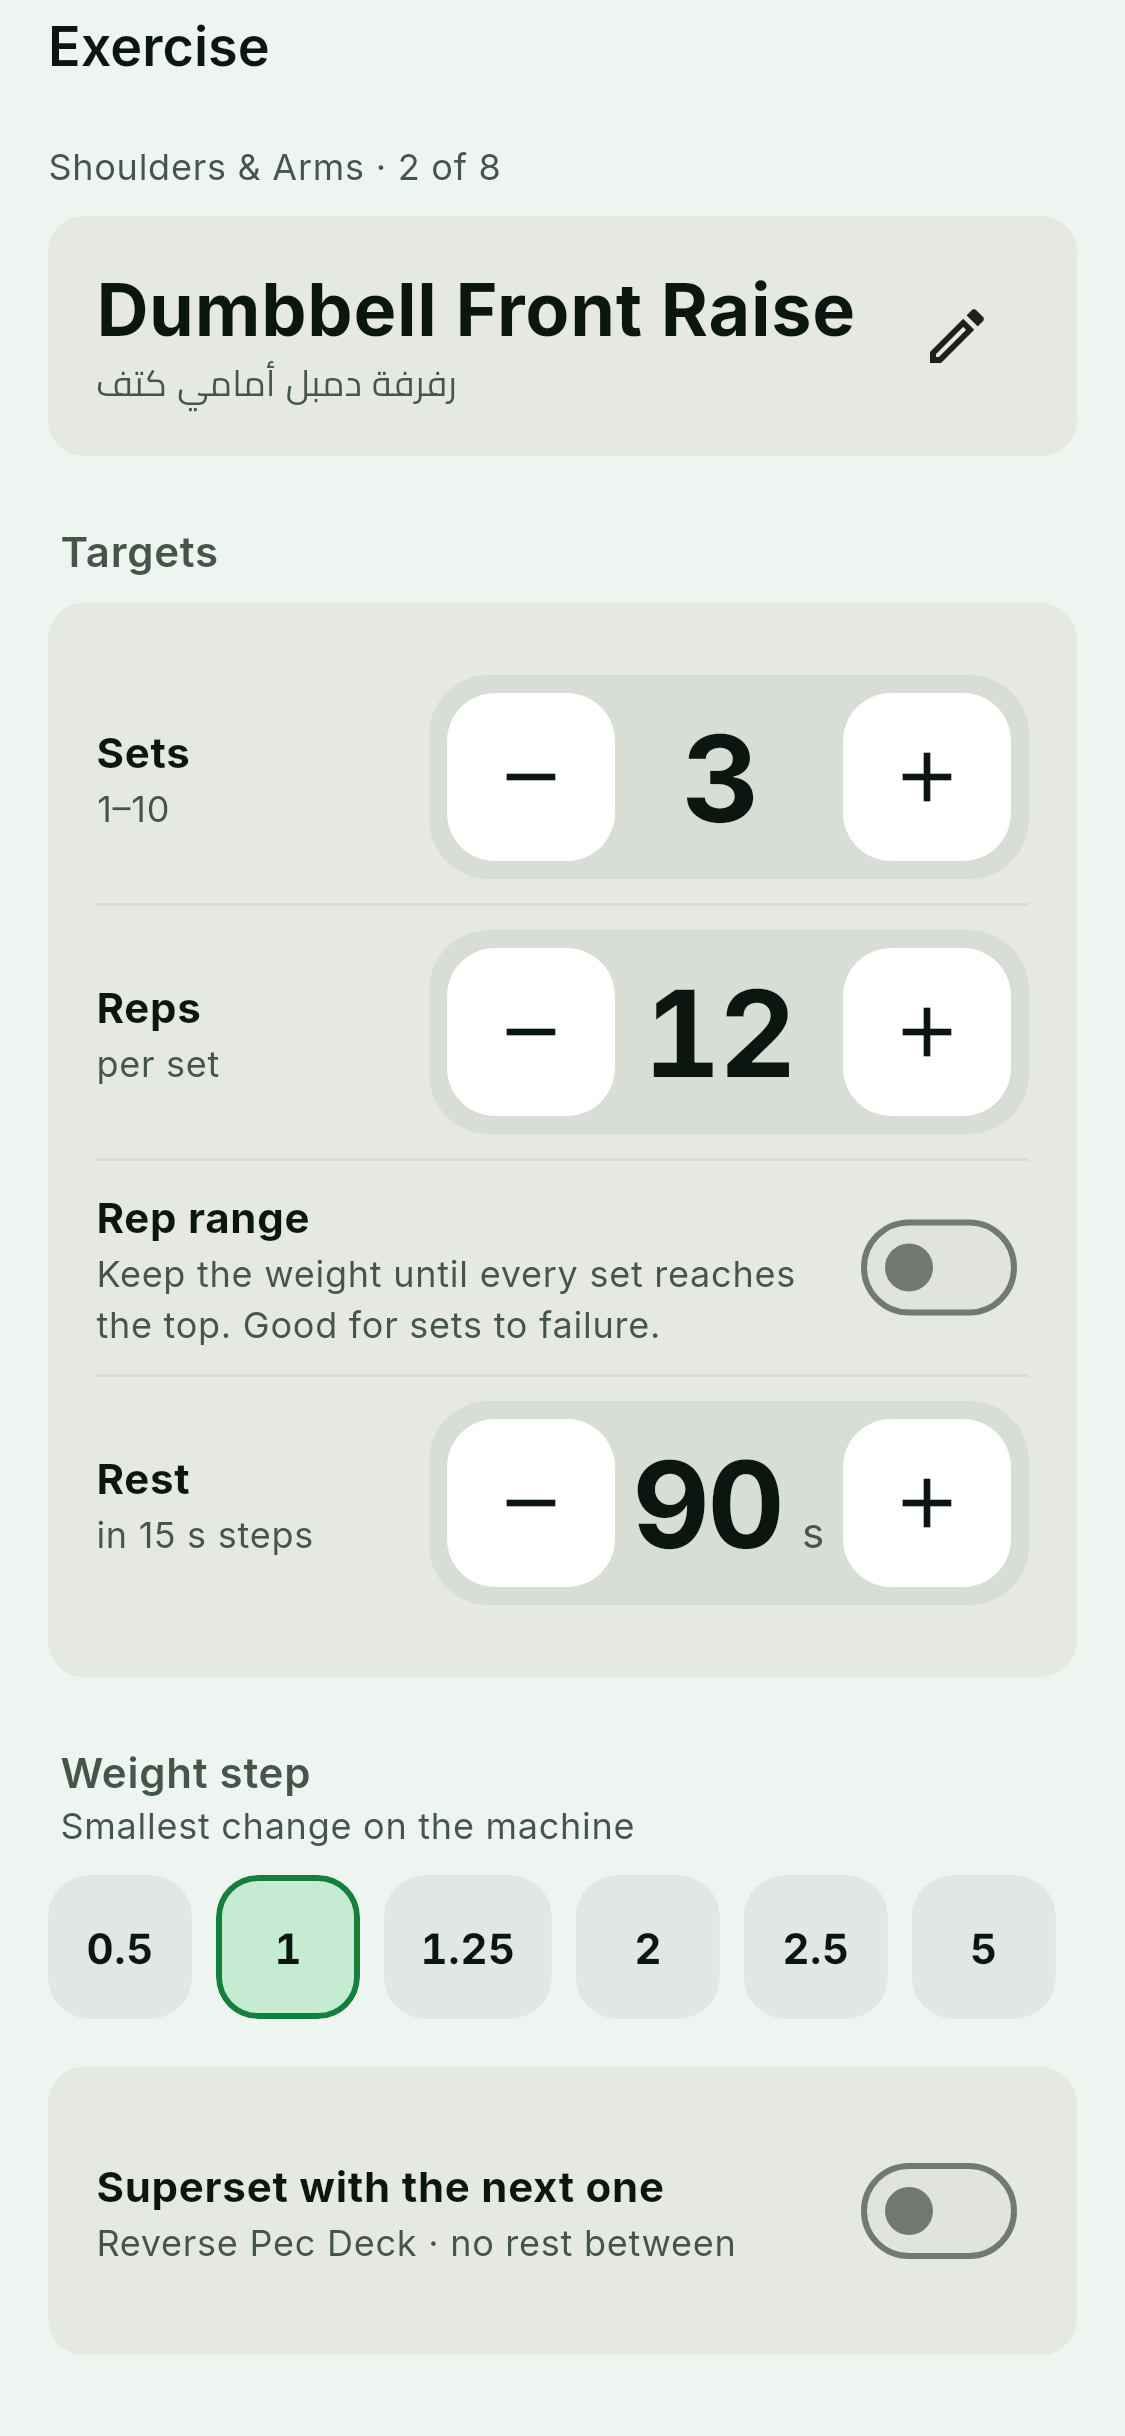 Exercise
Shoulders & Arms · 2 of 8
Dumbbell Front Raise
رفرفة دمبل أمامي كتف
Targets
Sets
1–10
− 3 +
Reps
per set
− 12 +
Rep range
Keep the weight until every set reaches
the top. Good for sets to failure.
Rest
in 15 s steps
− 90 s +
Weight step
Smallest change on the machine
0.5 1 1.25 2 2.5 5
Superset with the next one
Reverse Pec Deck · no rest between